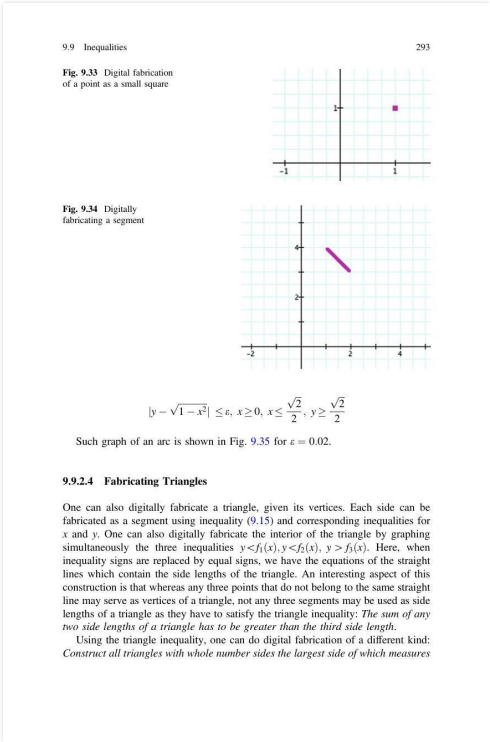 9.9 Inequalities 293
Fig. 9.33 Digital fabrication
of a point as a small square
1
-1
1
Fig. 9.34 Digitally
fabricating a segment
4
2
-2
2
4
|y − √1 − x²| ≤ ε, x ≥ 0, x ≤ √2/2, y ≥ √2/2
Such graph of an arc is shown in Fig. 9.35 for ε = 0.02.
9.9.2.4 Fabricating Triangles
One can also digitally fabricate a triangle, given its vertices. Each side can be
fabricated as a segment using inequality (9.15) and corresponding inequalities for
x and y. One can also digitally fabricate the interior of the triangle by graphing
simultaneously the three inequalities y < f₁(x), y < f₂(x), y > f₃(x). Here, when
inequality signs are replaced by equal signs, we have the equations of the straight
lines which contain the side lengths of the triangle. An interesting aspect of this
construction is that whereas any three points that do not belong to the same straight
line may serve as vertices of a triangle, not any three segments may be used as side
lengths of a triangle as they have to satisfy the triangle inequality: The sum of any
two side lengths of a triangle has to be greater than the third side length.
Using the triangle inequality, one can do digital fabrication of a different kind:
Construct all triangles with whole number sides the largest side of which measures